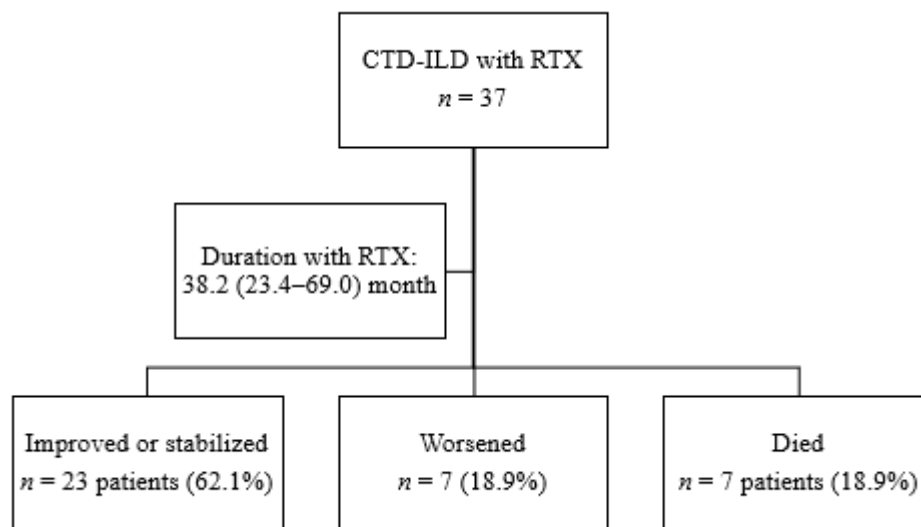 CTD-ILD with RTX
n = 37
Duration with RTX:
38.2 (23.4–69.0) month
Improved or stabilized
n = 23 patients (62.1%)
Worsened
n = 7 (18.9%)
Died
n = 7 patients (18.9%)